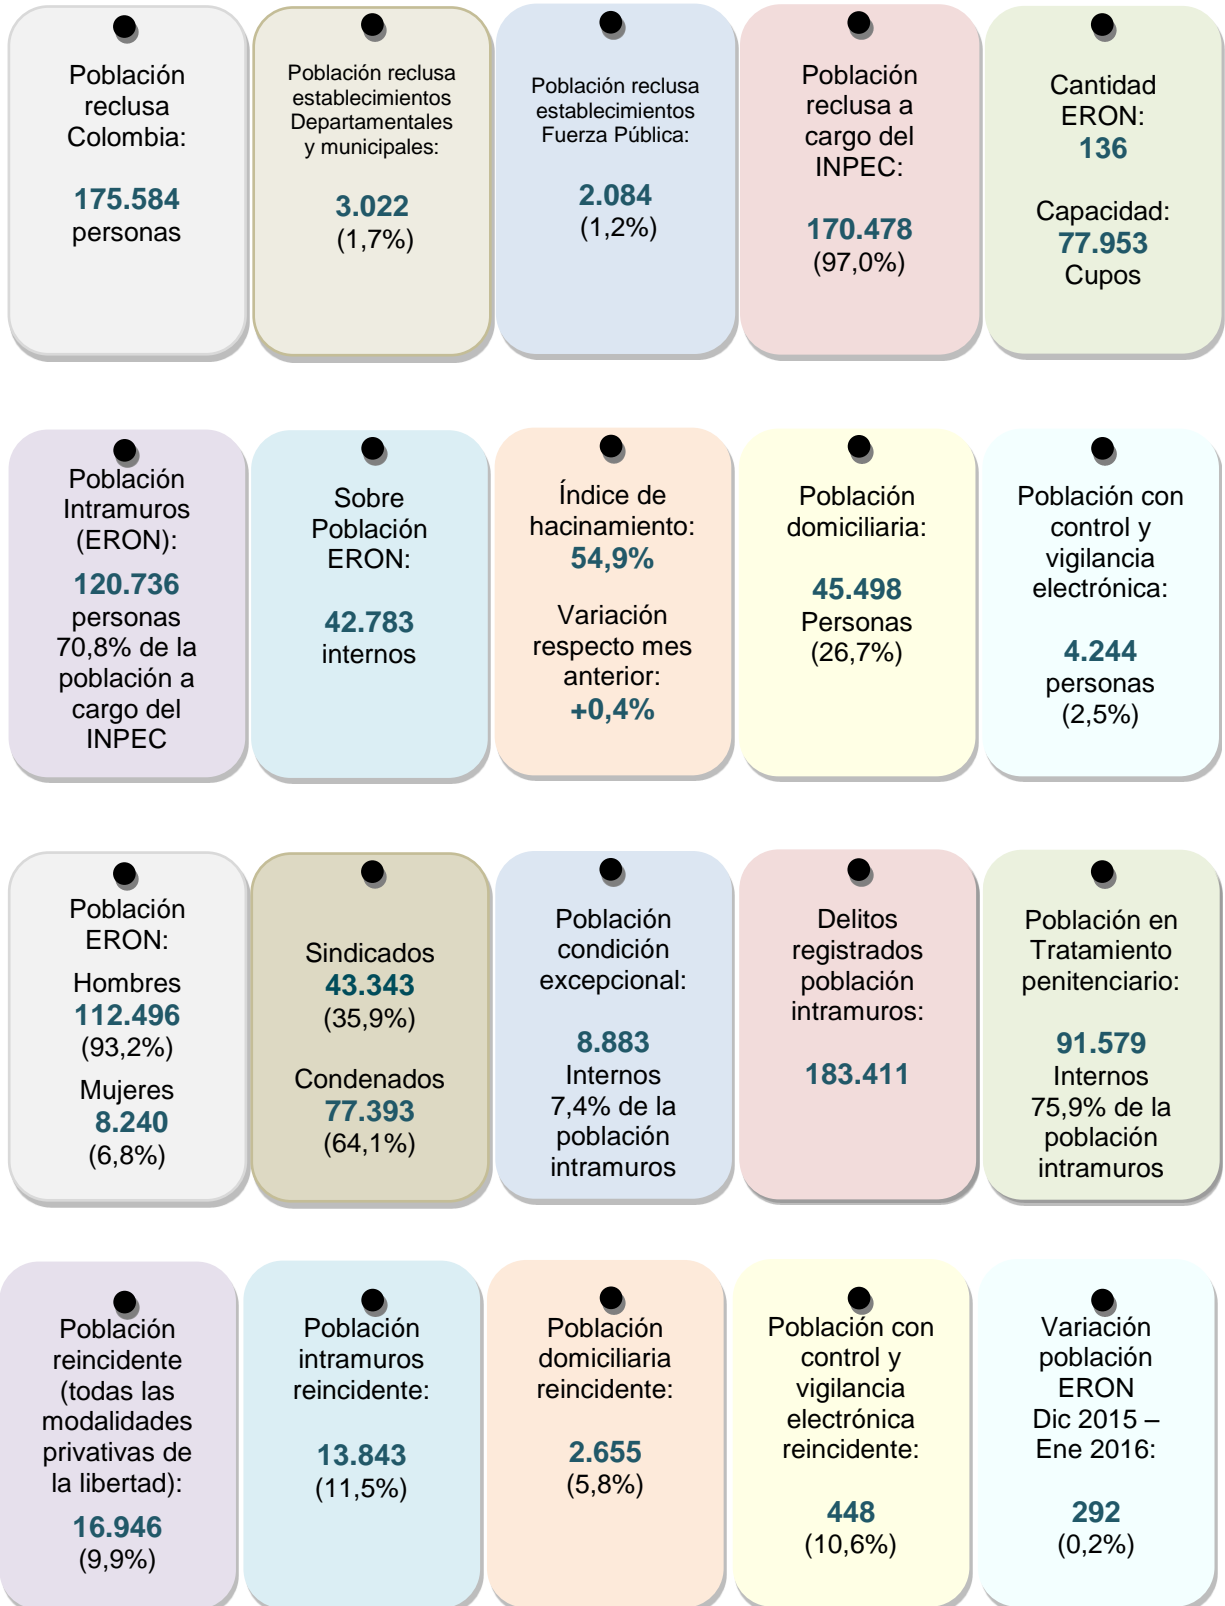 Población
reclusa
Colombia:
175.584
personas
Población reclusa
establecimientos
Departamentales
y municipales:
3.022
(1,7%)
Población reclusa
establecimientos
Fuerza Pública:
2.084
(1,2%)
Población
reclusa a
cargo del
INPEC:
170.478
(97,0%)
Cantidad
ERON:
136
Capacidad:
77.953
Cupos
Población
Intramuros
(ERON):
120.736
personas
70,8% de la
población a
cargo del
INPEC
Sobre
Población
ERON:
42.783
internos
Índice de
hacinamiento:
54,9%
Variación
respecto mes
anterior:
+0,4%
Población
domiciliaria:
45.498
Personas
(26,7%)
Población con
control y
vigilancia
electrónica:
4.244
personas
(2,5%)
Población
ERON:
Hombres
112.496
(93,2%)
Mujeres
8.240
(6,8%)
Sindicados
43.343
(35,9%)
Condenados
77.393
(64,1%)
Población
condición
excepcional:
8.883
Internos
7,4% de la
población
intramuros
Delitos
registrados
población
intramuros:
183.411
Población en
Tratamiento
penitenciario:
91.579
Internos
75,9% de la
población
intramuros
Población
reincidente
(todas las
modalidades
privativas de
la libertad):
16.946
(9,9%)
Población
intramuros
reincidente:
13.843
(11,5%)
Población
domiciliaria
reincidente:
2.655
(5,8%)
Población con
control y
vigilancia
electrónica
reincidente:
448
(10,6%)
Variación
población
ERON
Dic 2015 –
Ene 2016:
292
(0,2%)